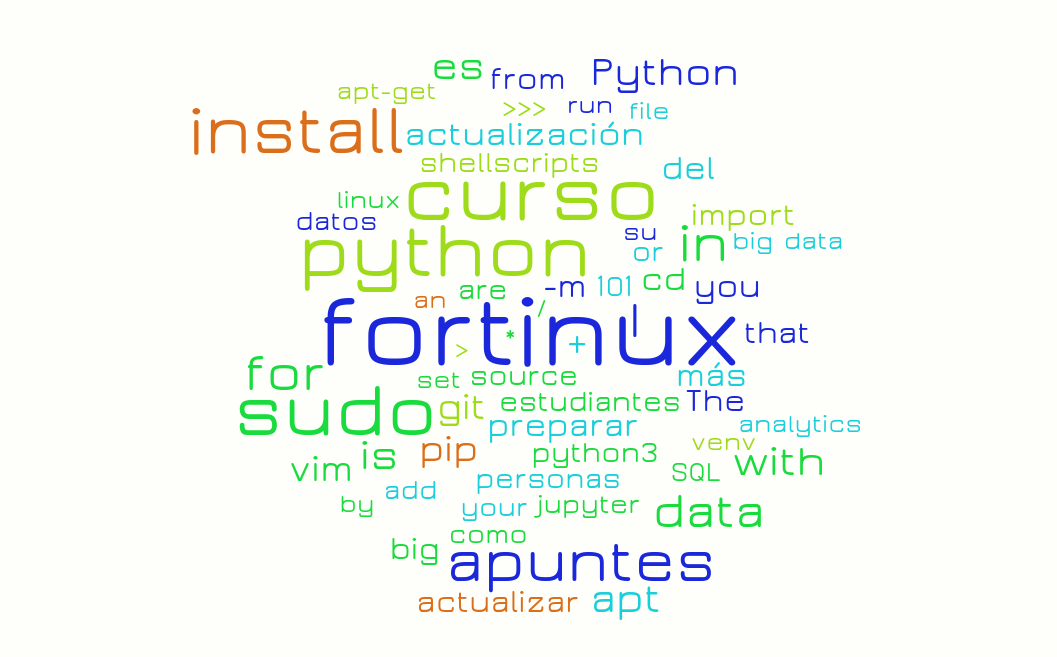 es from Python
apt-get
>>> run file
install actualización
shellscripts del
linux curso
datos import
python su in big data
or
-m 101 cd you
an are
/
fortinux that
> * + |
for set source más
sudo git estudiantes The
preparar analytics
is pip python3 venv
vim SQL with
add personas
by your jupyter data
como
big apuntes
actualizar apt